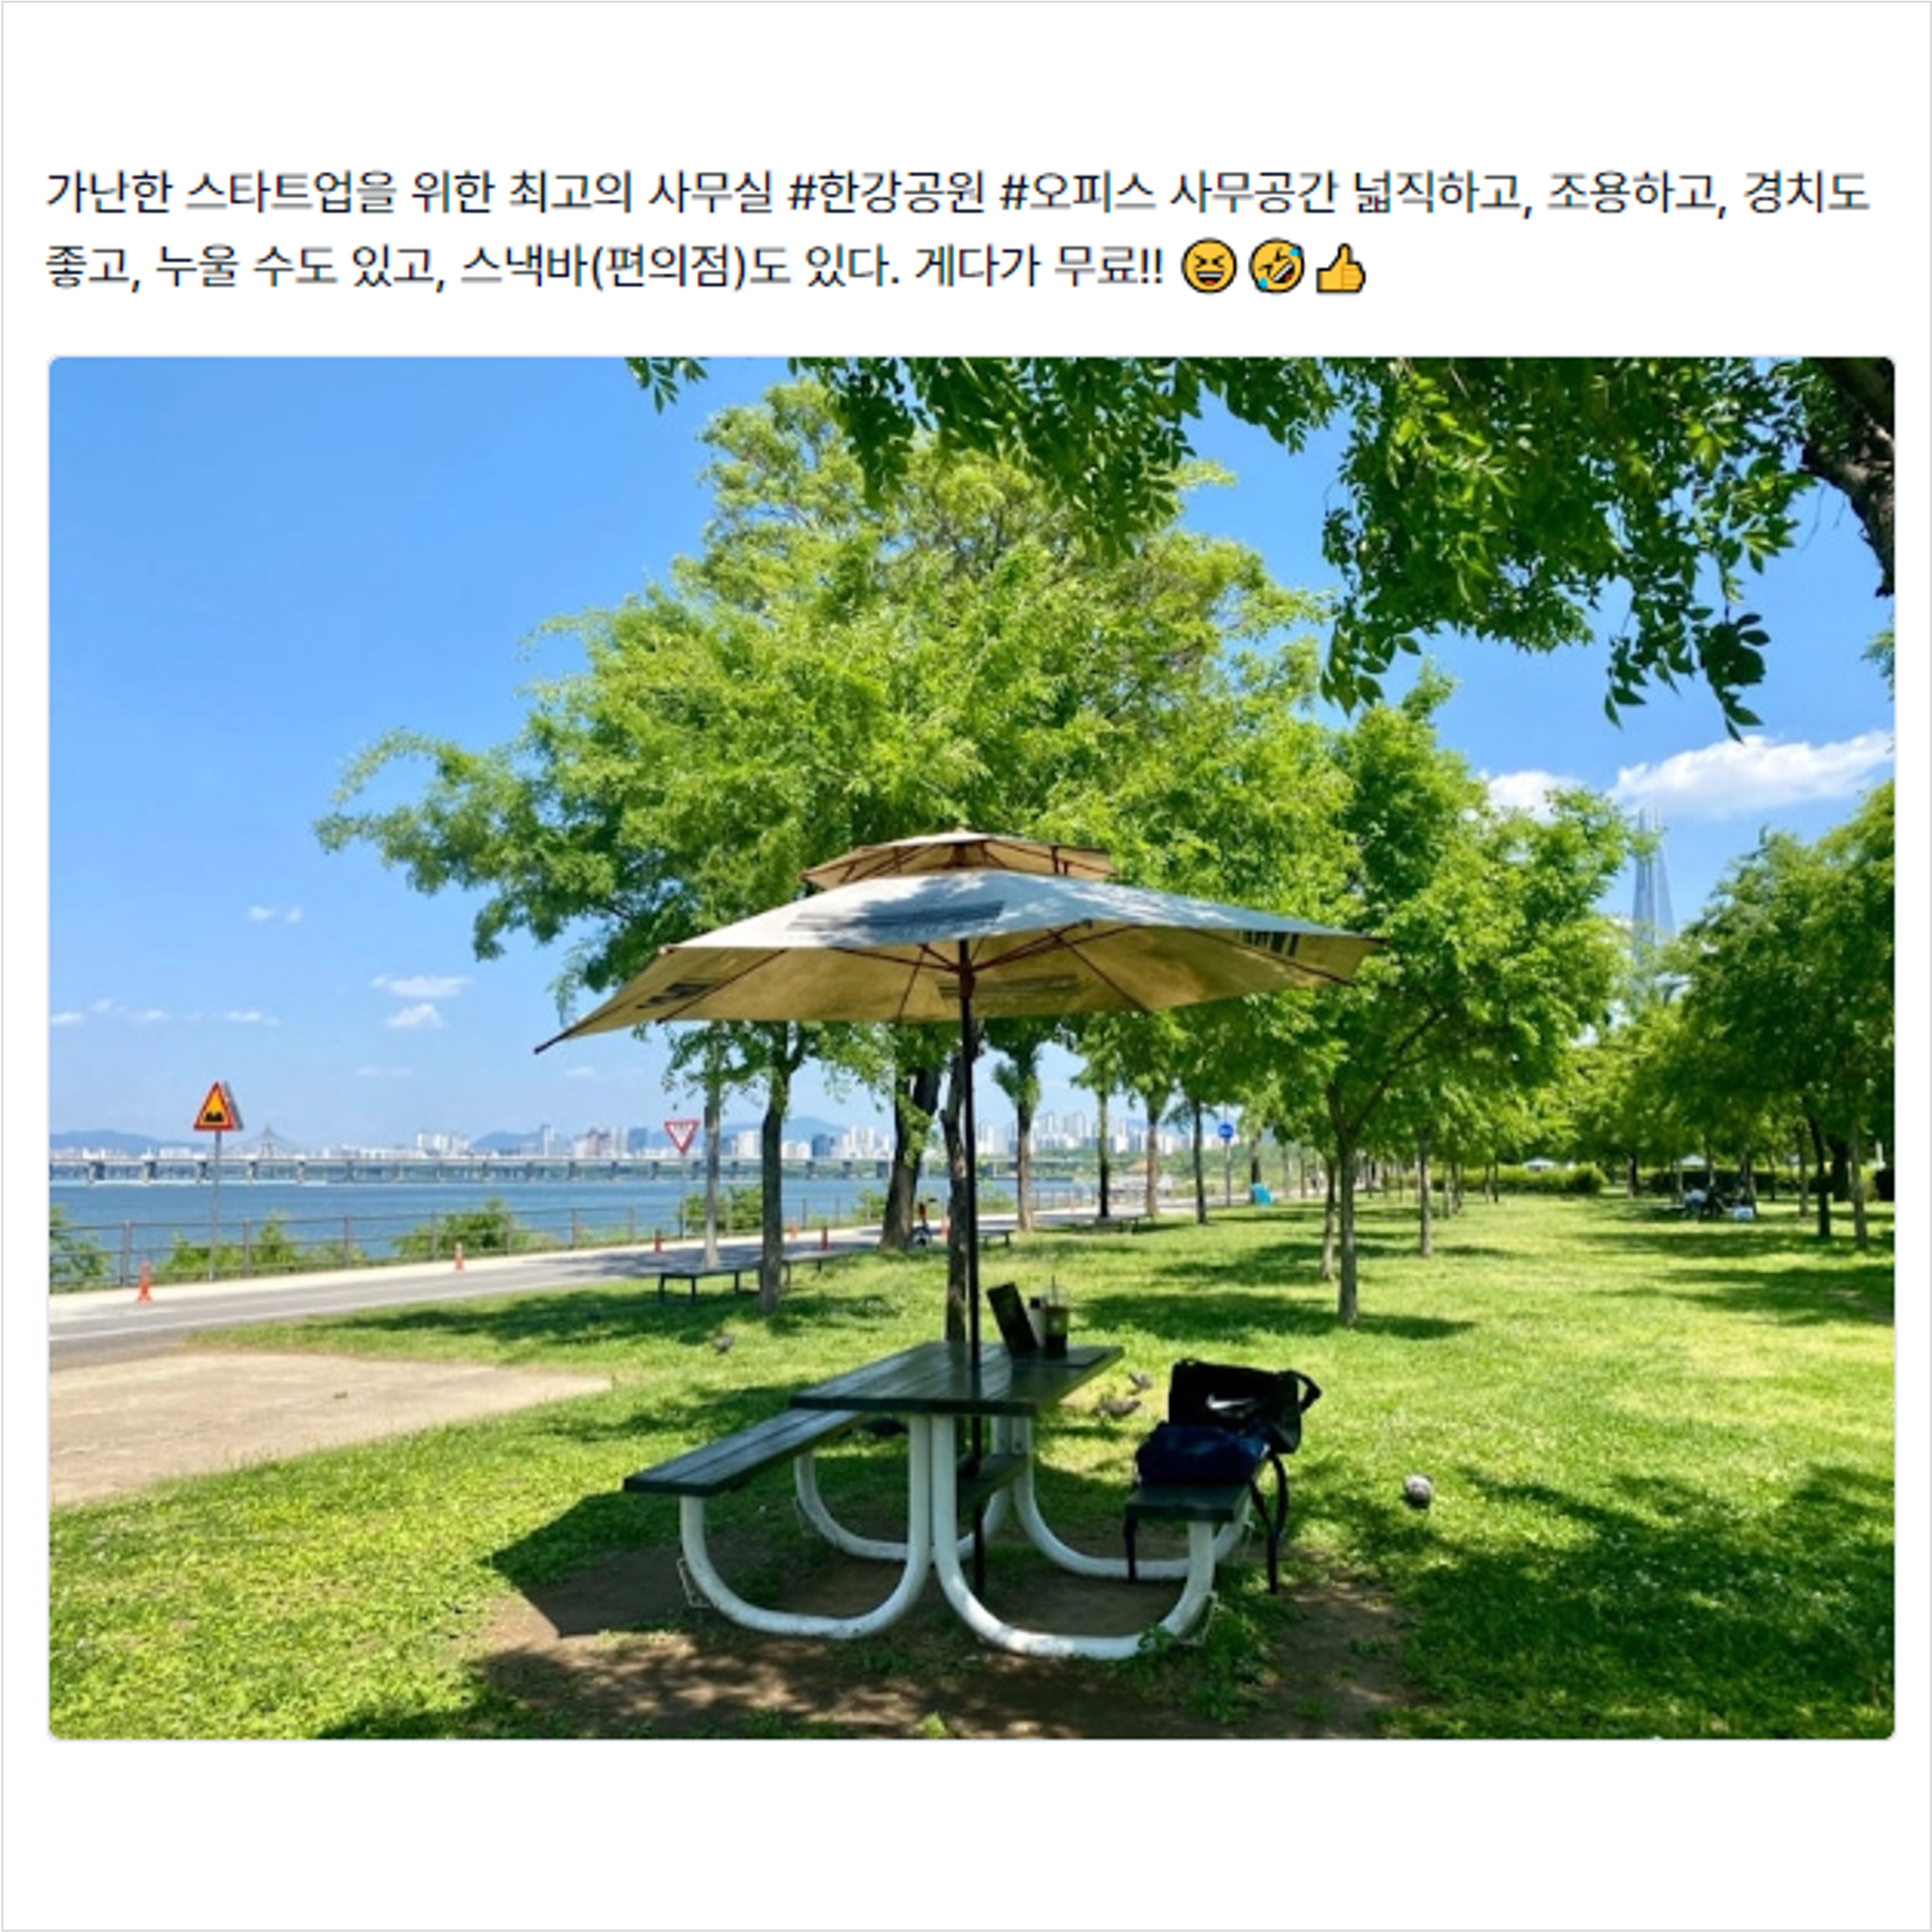 가난한 스타트업을 위한 최고의 사무실 #한강공원 #오피스 사무공간 넓직하고, 조용하고, 경치도
좋고, 누울 수도 있고, 스낵바(편의점)도 있다. 게다가 무료!! 😆🤣👍